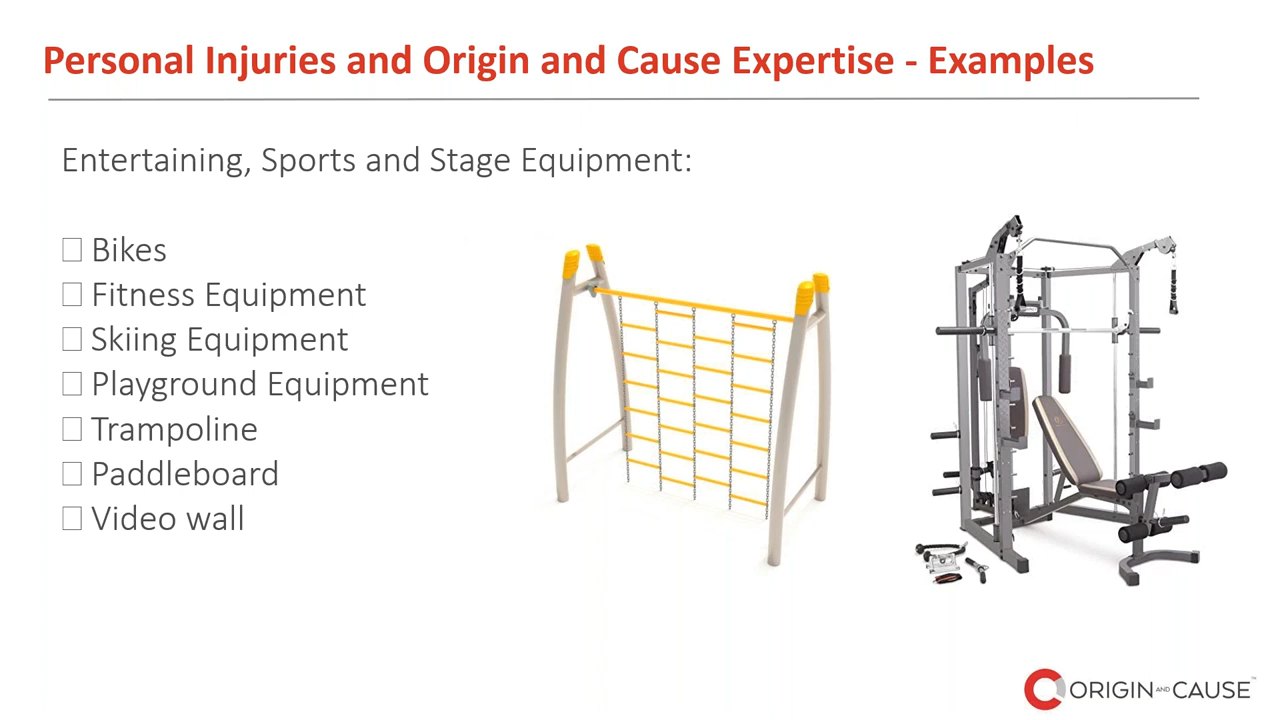 Personal Injuries and Origin and Cause Expertise - Examples
Entertaining, Sports and Stage Equipment:
□ Bikes
□ Fitness Equipment
□ Skiing Equipment
□ Playground Equipment
□ Trampoline
□ Paddleboard
□ Video wall
ORIGIN AND CAUSE™